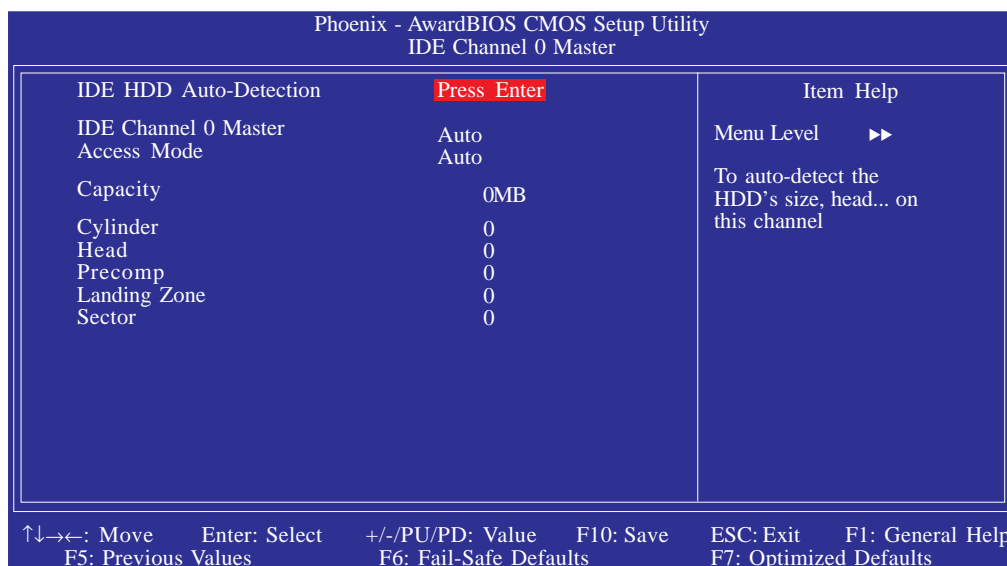 Phoenix - AwardBIOS CMOS Setup Utility
IDE Channel 0 Master
IDE HDD Auto-Detection Press Enter
IDE Channel 0 Master Auto
Access Mode Auto
Capacity 0MB
Cylinder 0
Head 0
Precomp 0
Landing Zone 0
Sector 0
Item Help
Menu Level ▸▸
To auto-detect the
HDD's size, head... on
this channel
↑↓→←: Move Enter: Select +/-/PU/PD: Value F10: Save ESC: Exit F1: General Help
F5: Previous Values F6: Fail-Safe Defaults F7: Optimized Defaults